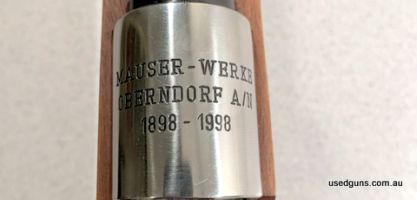 MAUSER-WERKE
OBERNDORF A/N
1898 - 1998
usedguns.com.au